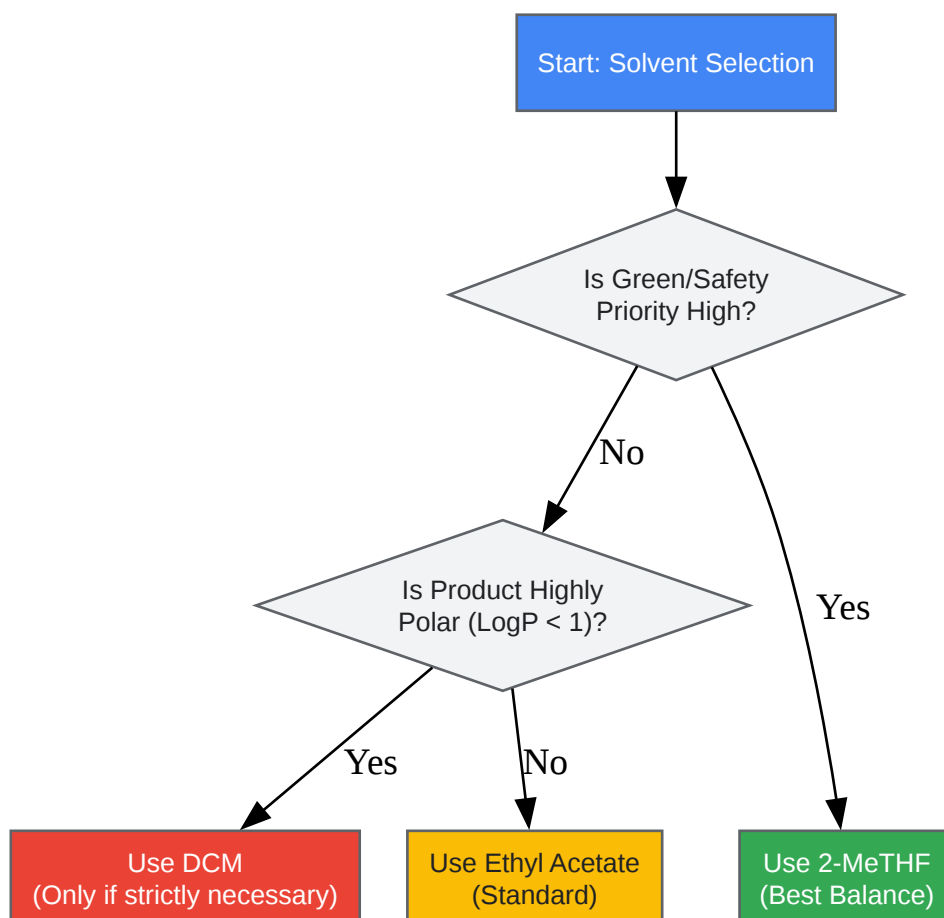 Start: Solvent Selection
Is Green/Safety
Priority High?
No
Is Product Highly
Polar (LogP < 1)?
Yes
Yes
No
Use DCM
(Only if strictly necessary)
Use Ethyl Acetate
(Standard)
Use 2-MeTHF
(Best Balance)